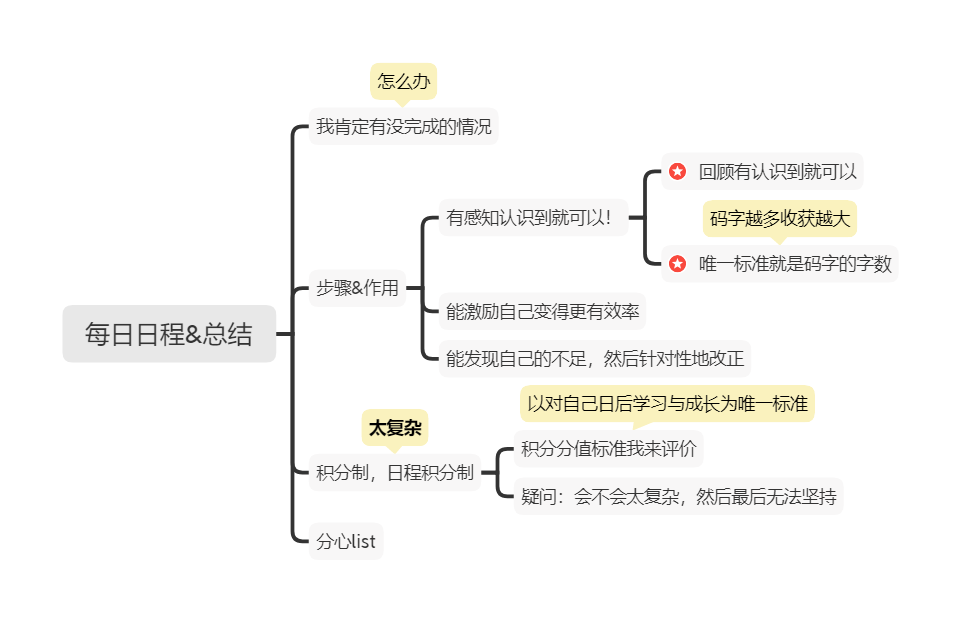 怎么办
我肯定有没完成的情况
回顾有认识到就可以
码字越多收获越大
有感知认识到就可以！
唯一标准就是码字的字数
步骤&作用
能激励自己变得更有效率
每日日程&总结
能发现自己的不足，然后针对性地改正
以对自己日后学习与成长为唯一标准
太复杂
积分分值标准我来评价
积分制，日程积分制
疑问：会不会太复杂，然后最后无法坚持
分心list